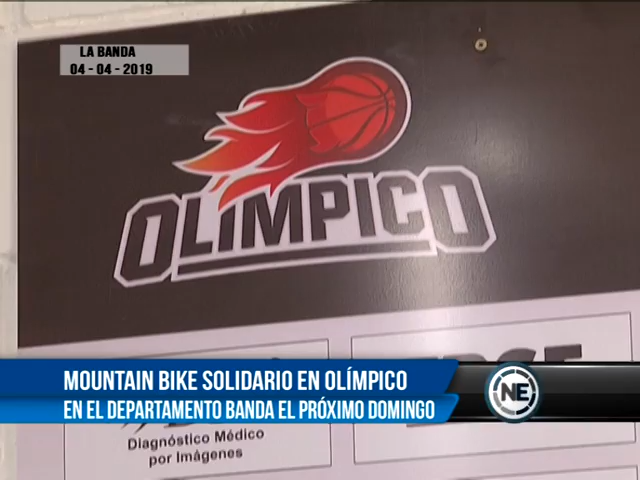 LA BANDA
04 - 04 - 2019
OLIMPICO
MOUNTAIN BIKE SOLIDARIO EN OLÍMPICO
EN EL DEPARTAMENTO BANDA EL PRÓXIMO DOMINGO
NE
Diagnóstico Médico
por Imágenes